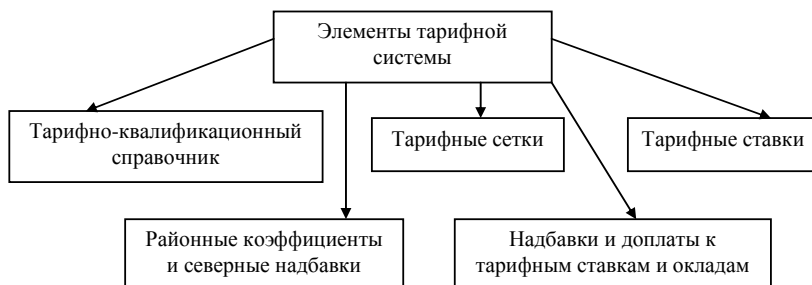 Элементы тарифной
системы
Тарифно-квалификационный
справочник
Тарифные сетки
Тарифные ставки
Районные коэффициенты
и северные надбавки
Надбавки и доплаты к
тарифным ставкам и окладам